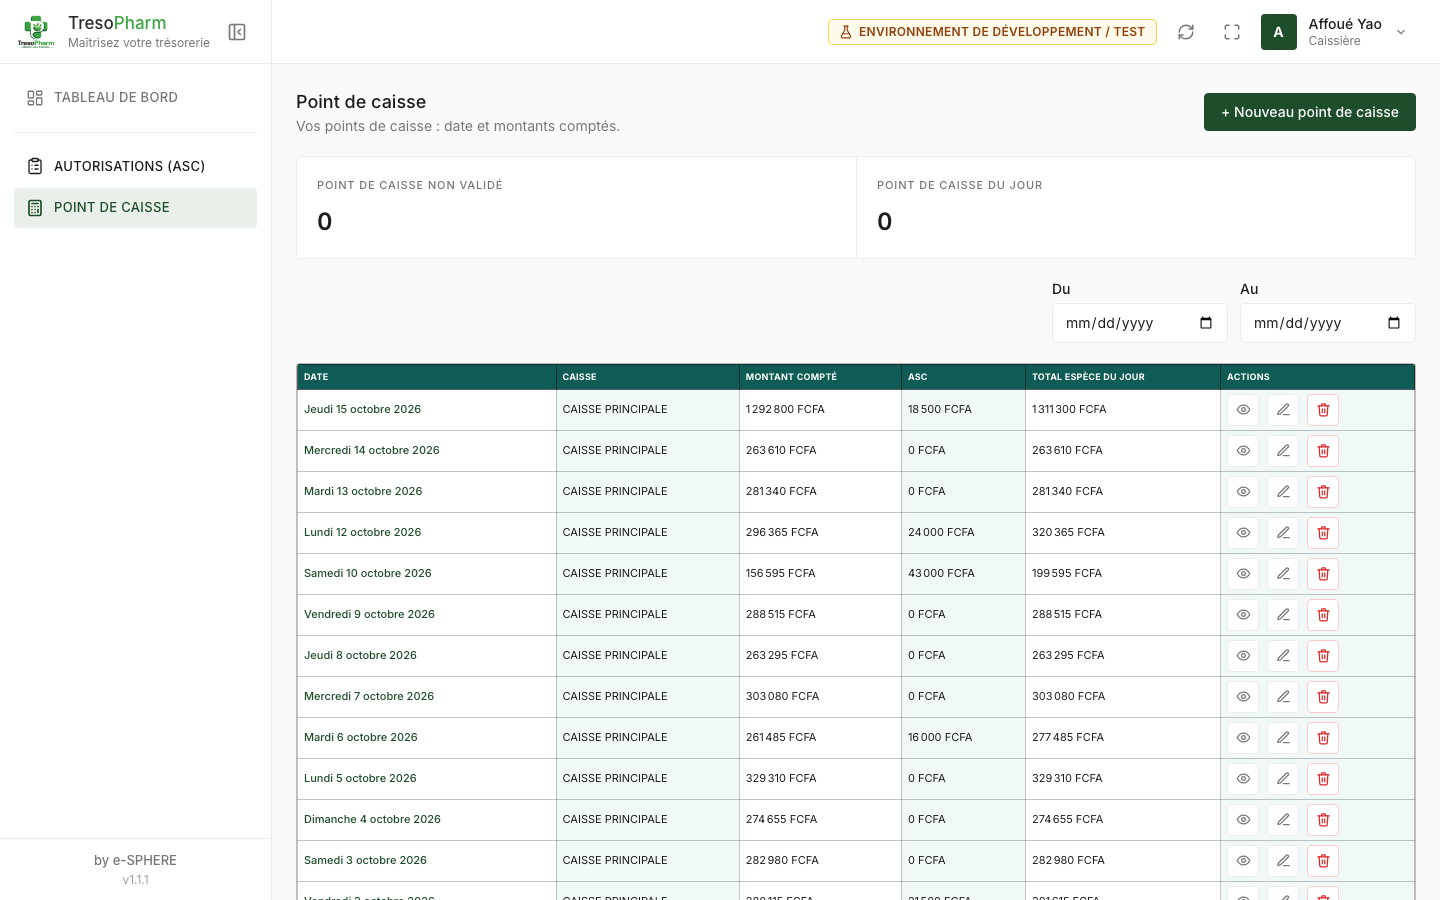 TresoPharm
Maîtrisez votre trésorerie
TresoPharm
ENVIRONNEMENT DE DÉVELOPPEMENT / TEST
A
Affoué Yao
Caissière
TABLEAU DE BORD
AUTORISATIONS (ASC)
POINT DE CAISSE
by e-SPHERE
v1.1.1
Point de caisse
Vos points de caisse : date et montants comptés.
+ Nouveau point de caisse
POINT DE CAISSE NON VALIDÉ
0
POINT DE CAISSE DU JOUR
0
Du
Au
mm/dd/yyyy
mm/dd/yyyy
DATE CAISSE MONTANT COMPTÉ ASC TOTAL ESPÈCE DU JOUR ACTIONS
Jeudi 15 octobre 2026 CAISSE PRINCIPALE 1 292 800 FCFA 18 500 FCFA 1 311 300 FCFA
Mercredi 14 octobre 2026 CAISSE PRINCIPALE 263 610 FCFA 0 FCFA 263 610 FCFA
Mardi 13 octobre 2026 CAISSE PRINCIPALE 281 340 FCFA 0 FCFA 281 340 FCFA
Lundi 12 octobre 2026 CAISSE PRINCIPALE 296 365 FCFA 24 000 FCFA 320 365 FCFA
Samedi 10 octobre 2026 CAISSE PRINCIPALE 156 595 FCFA 43 000 FCFA 199 595 FCFA
Vendredi 9 octobre 2026 CAISSE PRINCIPALE 288 515 FCFA 0 FCFA 288 515 FCFA
Jeudi 8 octobre 2026 CAISSE PRINCIPALE 263 295 FCFA 0 FCFA 263 295 FCFA
Mercredi 7 octobre 2026 CAISSE PRINCIPALE 303 080 FCFA 0 FCFA 303 080 FCFA
Mardi 6 octobre 2026 CAISSE PRINCIPALE 261 485 FCFA 16 000 FCFA 277 485 FCFA
Lundi 5 octobre 2026 CAISSE PRINCIPALE 329 310 FCFA 0 FCFA 329 310 FCFA
Dimanche 4 octobre 2026 CAISSE PRINCIPALE 274 655 FCFA 0 FCFA 274 655 FCFA
Samedi 3 octobre 2026 CAISSE PRINCIPALE 282 980 FCFA 0 FCFA 282 980 FCFA